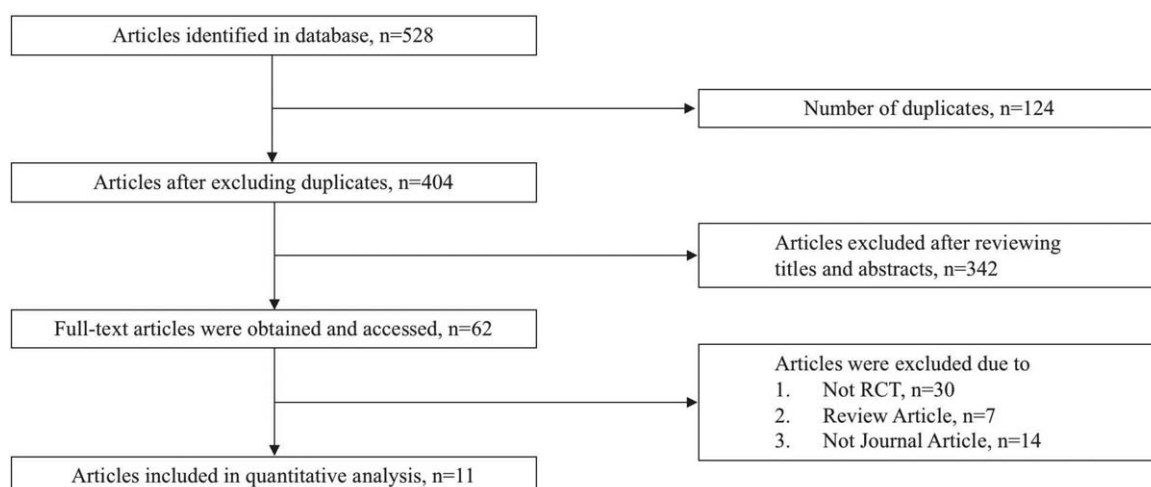 Articles identified in database, n=528
Number of duplicates, n=124
Articles after excluding duplicates, n=404
Articles excluded after reviewing
titles and abstracts, n=342
Full-text articles were obtained and accessed, n=62
Articles were excluded due to
1. Not RCT, n=30
2. Review Article, n=7
3. Not Journal Article, n=14
Articles included in quantitative analysis, n=11